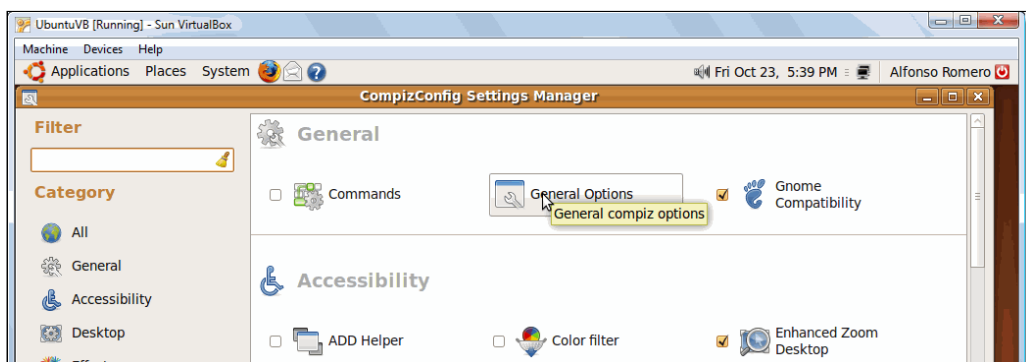 UbuntuVB [Running] - Sun VirtualBox
Machine Devices Help
Applications Places System Fri Oct 23, 5:39 PM Alfonso Romero
CompizConfig Settings Manager
Filter
General
Commands
General Options
Gnome
Compatibility
General compiz options
Category
All
General
Accessibility
Desktop
Accessibility
ADD Helper
Color filter
Enhanced Zoom
Desktop